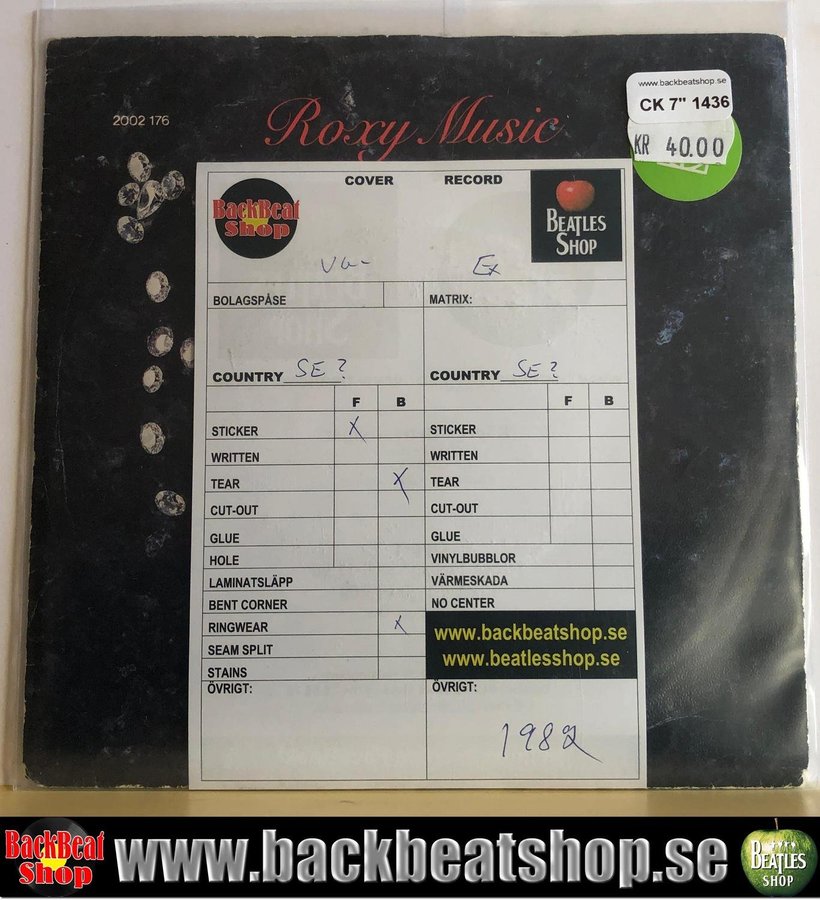 www.backbeatshop.se
CK 7" 1436
KR 40.00
2002 176
Roxy Music
COVER RECORD
BackBeat
Shop
BEATLES
SHOP
VG- Ex
BOLAGSPÅSE MATRIX:
COUNTRY SE? COUNTRY SE?
F B F B
STICKER X STICKER
WRITTEN WRITTEN
TEAR X TEAR
CUT-OUT CUT-OUT
GLUE GLUE
HOLE VINYLBUBBLOR
LAMINATSLÄPP VÄRMESKADA
BENT CORNER NO CENTER
RINGWEAR X
www.backbeatshop.se
SEAM SPLIT
www.beatlesshop.se
STAINS
ÖVRIGT: ÖVRIGT:
1982
BackBeat
Shop
www.backbeatshop.se
BEATLES
SHOP